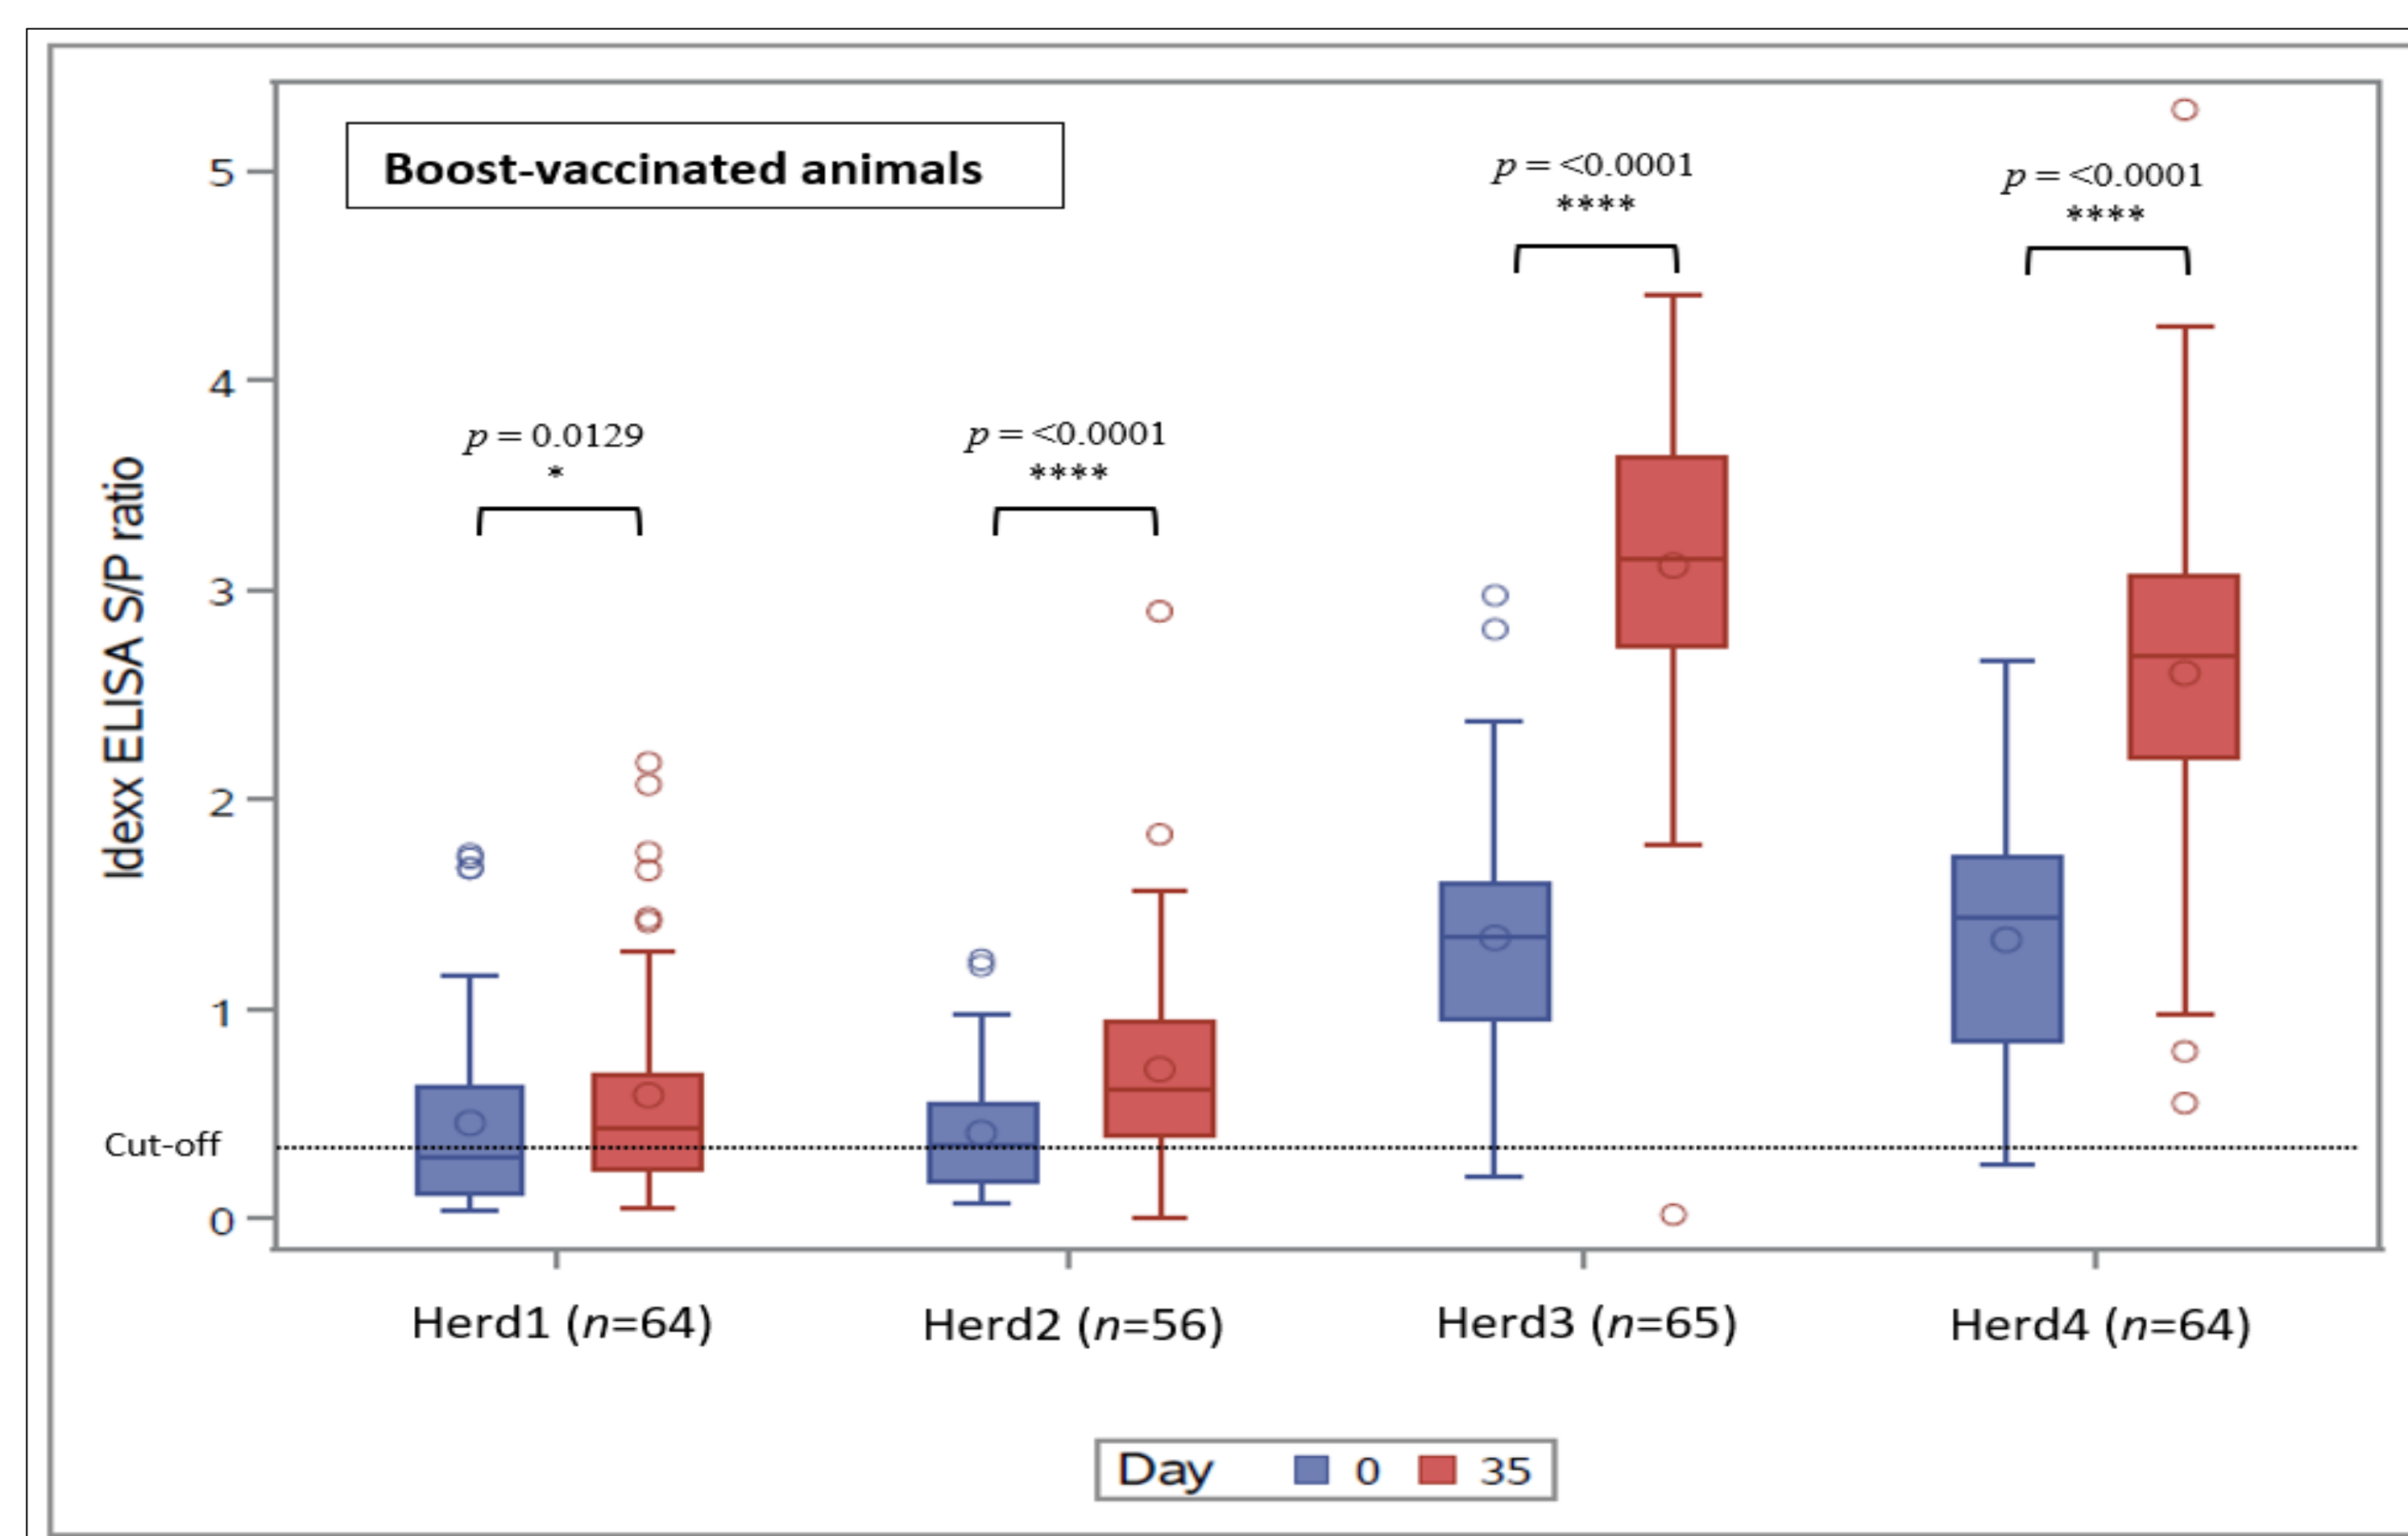 Boost-vaccinated animals
p = <0.0001
****
p = <0.0001
****
p = 0.0129
*
p = <0.0001
****
Idexx ELISA S/P ratio
5
4
3
2
1
0
Cut-off
Herd1 (n=64)
Herd2 (n=56)
Herd3 (n=65)
Herd4 (n=64)
Day 0 35